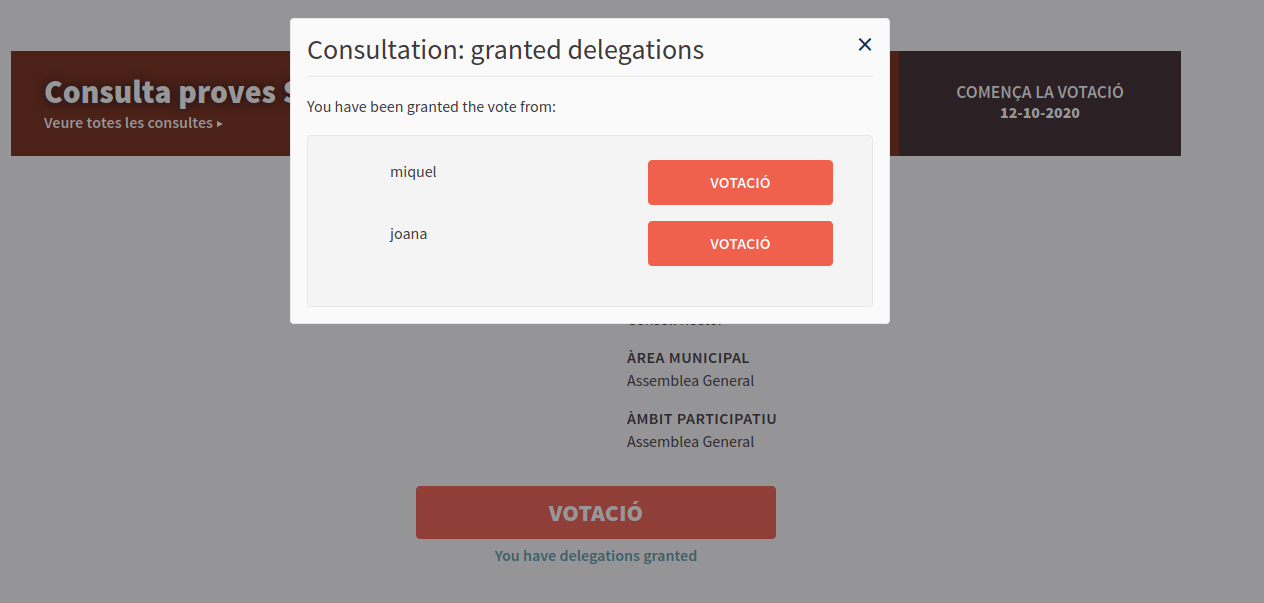 Consultation: granted delegations
You have been granted the vote from:
miquel
VOTACIÓ
joana
VOTACIÓ
Consulta proves
Veure totes les consultes ▸
COMENÇA LA VOTACIÓ
12-10-2020
ÀREA MUNICIPAL
Assemblea General
ÀMBIT PARTICIPATIU
Assemblea General
VOTACIÓ
You have delegations granted